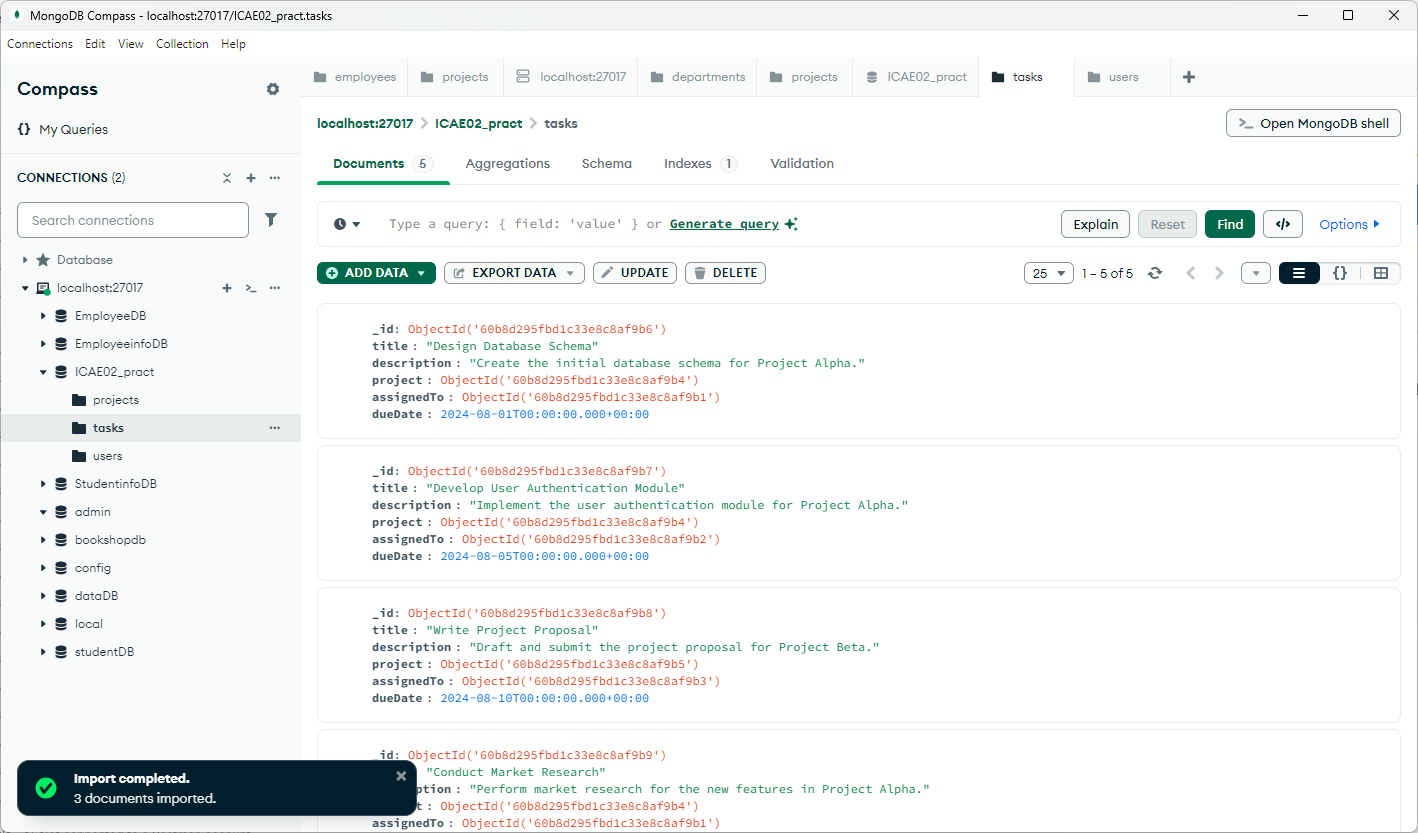 MongoDB Compass - localhost:27017/ICAE02_pract.tasks
Connections Edit View Collection Help
Compass
My Queries
CONNECTIONS (2)
Search connections
Database
localhost:27017
EmployeeDB
EmployeeinfoDB
ICAE02_pract
projects
tasks
users
StudentinfoDB
admin
bookshopdb
config
dataDB
local
studentDB
employees projects localhost:27017 departments projects ICAE02_pract tasks users
localhost:27017 > ICAE02_pract > tasks
Open MongoDB shell
Documents 5 Aggregations Schema Indexes 1 Validation
Type a query: { field: 'value' } or Generate query
Explain Reset Find </> Options
ADD DATA EXPORT DATA UPDATE DELETE
25 1 – 5 of 5
_id: ObjectId('60b8d295fbd1c33e8c8af9b6')
title : "Design Database Schema"
description : "Create the initial database schema for Project Alpha."
project : ObjectId('60b8d295fbd1c33e8c8af9b4')
assignedTo : ObjectId('60b8d295fbd1c33e8c8af9b1')
dueDate : 2024-08-01T00:00:00.000+00:00
_id: ObjectId('60b8d295fbd1c33e8c8af9b7')
title : "Develop User Authentication Module"
description : "Implement the user authentication module for Project Alpha."
project : ObjectId('60b8d295fbd1c33e8c8af9b4')
assignedTo : ObjectId('60b8d295fbd1c33e8c8af9b2')
dueDate : 2024-08-05T00:00:00.000+00:00
_id: ObjectId('60b8d295fbd1c33e8c8af9b8')
title : "Write Project Proposal"
description : "Draft and submit the project proposal for Project Beta."
project : ObjectId('60b8d295fbd1c33e8c8af9b5')
assignedTo : ObjectId('60b8d295fbd1c33e8c8af9b3')
dueDate : 2024-08-10T00:00:00.000+00:00
_id: ObjectId('60b8d295fbd1c33e8c8af9b9')
"Conduct Market Research"
ption : "Perform market research for the new features in Project Alpha."
t : ObjectId('60b8d295fbd1c33e8c8af9b4')
assignedTo : ObjectId('60b8d295fbd1c33e8c8af9b1')
Import completed.
3 documents imported.